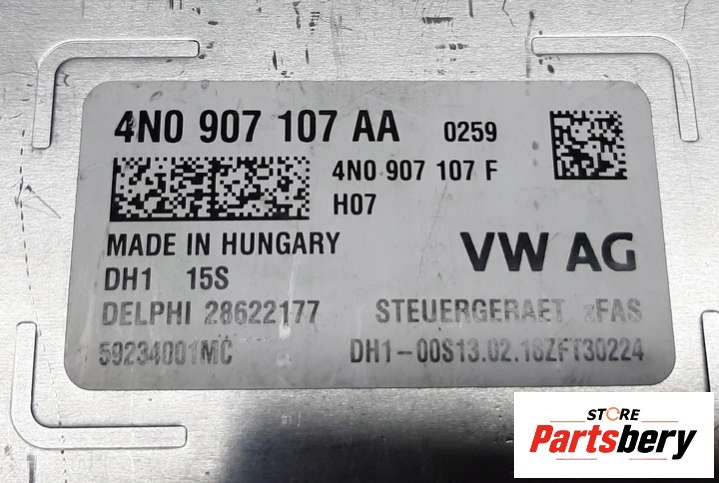 4N0 907 107 AA 0259
4N0 907 107 F
H07
MADE IN HUNGARY
VW AG
DH1 15S
DELPHI 28622177 STEUERGERAET zFAS
59234001MC DH1-00S13.02.18ZFT30224
STORE
Partsbery